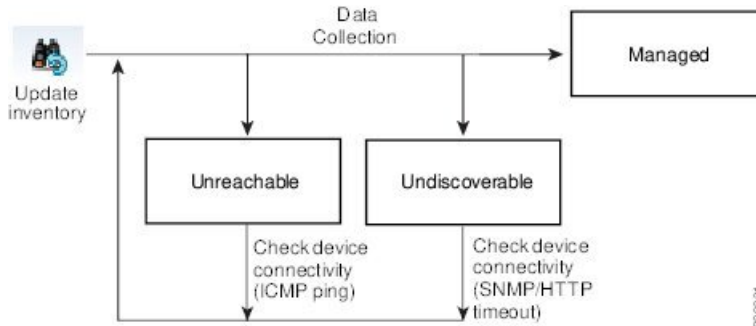 Data
Collection
Managed
Update
inventory
Unreachable
Undiscoverable
Check device
connectivity
(ICMP ping)
Check device
connectivity
(SNMP/HTTP
timeout)